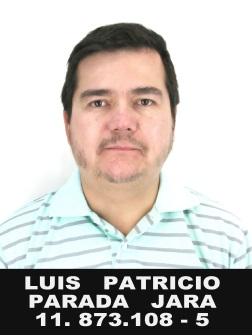 LUIS PATRICIO
PARADA JARA
11. 873.108 - 5